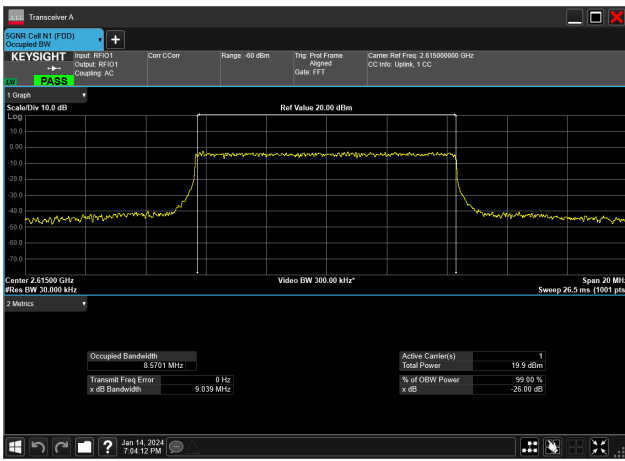 Transceiver A
5GNR Cell N1 (FDD)
Occupied BW
KEYSIGHT
PASS
Input: RFIO1
Output: RFIO1
Coupling: AC
Corr CCorr
Range: -60 dBm
Trig: Prot Frame
Aligned
Gate: FFT
Carrier Ref Freq: 2.615000000 GHz
CC Info: Uplink, 1 CC
1 Graph
Scale/Div 10.0 dB
Ref Value 20.00 dBm
Log
10.0
0.00
-10.0
-20.0
-30.0
-40.0
-50.0
-60.0
-70.0
Center 2.61500 GHz
Video BW 300.00 kHz*
Span 20 MHz
#Res BW 30.000 kHz
Sweep 26.5 ms (1001 pts
2 Metrics
Occupied Bandwidth
8.5701 MHz
Transmit Freq Error 0 Hz
x dB Bandwidth 9.039 MHz
Active Carrier(s) 1
Total Power 19.9 dBm
% of OBW Power 99.00 %
x dB -26.00 dB
?
Jan 14, 2024
7:04:12 PM